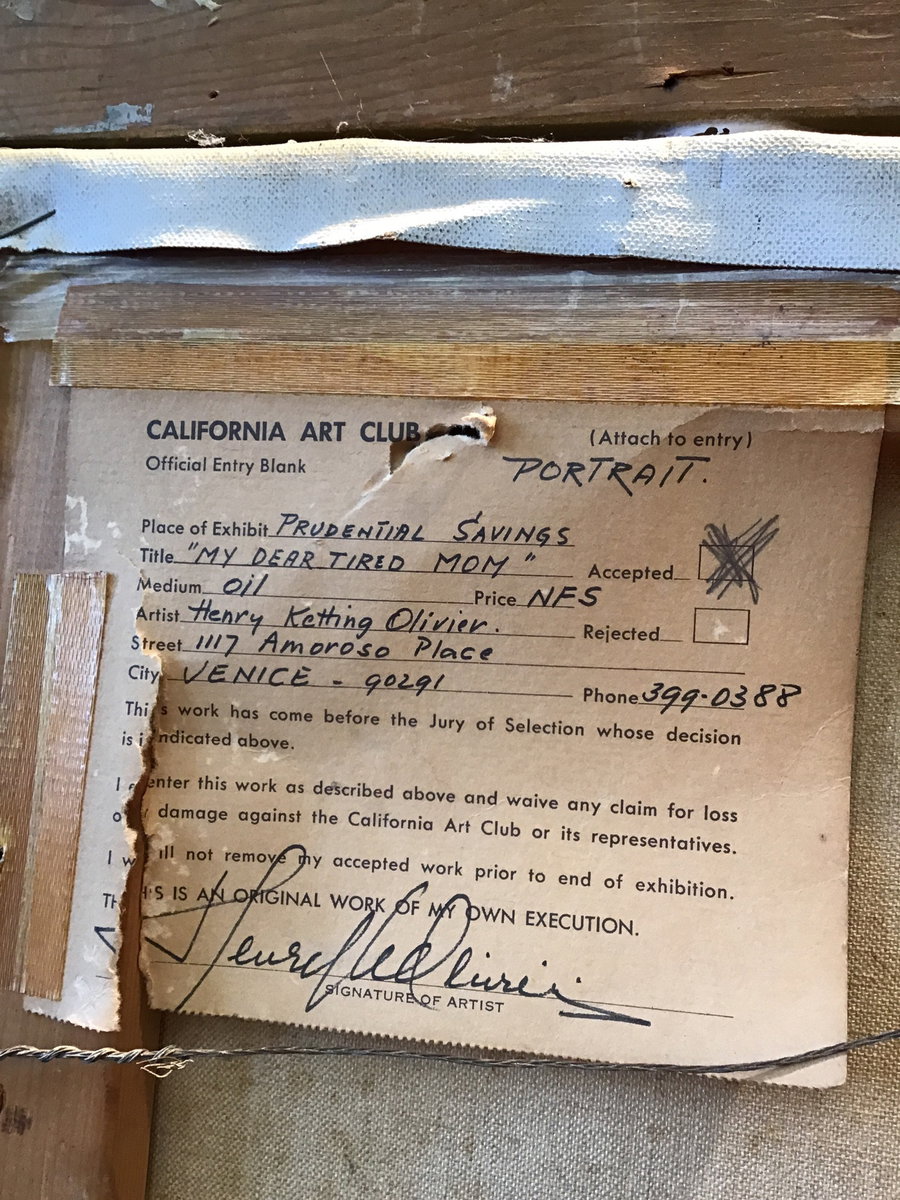 CALIFORNIA ART CLUB
(Attach to entry)
Official Entry Blank
PORTRAIT.
Place of Exhibit PRUDENTIAL SAVINGS
Title "MY DEAR TIRED MOM"
Accepted
Medium Oil
Price NFS
Artist Henry Ketting Olivier.
Rejected
Street 1117 Amoroso Place
City VENICE - 90291
Phone 399-0388
This work has come before the Jury of Selection whose decision
is indicated above.
I enter this work as described above and waive any claim for loss
or damage against the California Art Club or its representatives.
I will not remove my accepted work prior to end of exhibition.
THIS IS AN ORIGINAL WORK OF MY OWN EXECUTION.
Henry K Olivier
SIGNATURE OF ARTIST